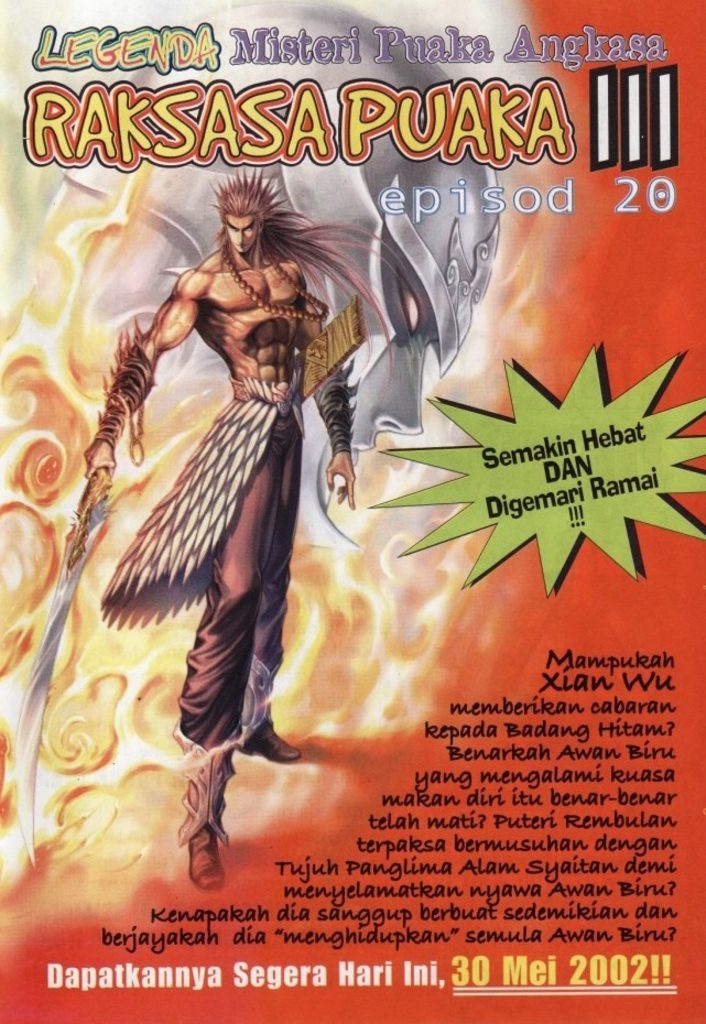 LEGENDA Misteri Puaka Angkasa
RAKSASA PUAKA III
episod 20
Semakin Hebat
DAN
Digemari Ramai
!!!
Mampukah
Xian Wu
memberikan cabaran
kepada Badang Hitam?
Benarkah Awan Biru
yang mengalami kuasa
makan diri itu benar-benar
telah mati? Puteri Rembulan
terpaksa bermusuhan dengan
Tujuh Panglima Alam Syaitan demi
menyelamatkan nyawa Awan Biru?
Kenapakah dia sanggup berbuat sedemikian dan
berjayakah dia "menghidupkan" semula Awan Biru?
Dapatkannya Segera Hari Ini, 30 Mei 2002!!